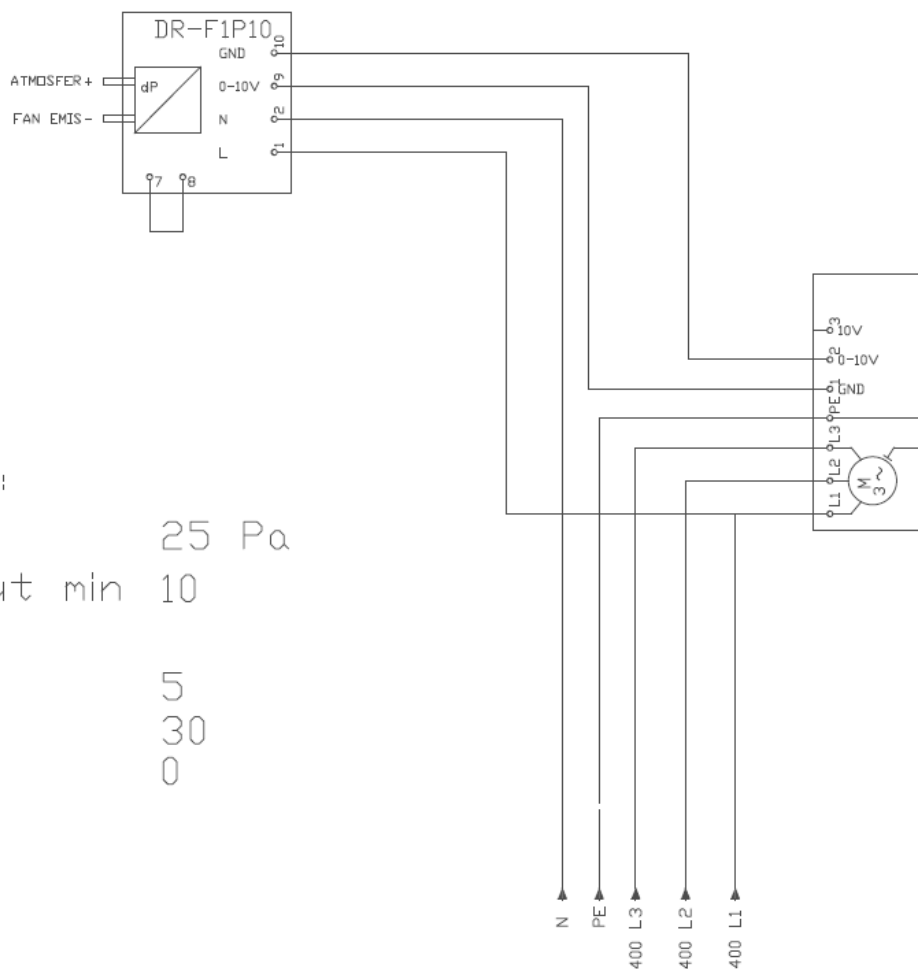 DR-F1P10
GND 10
ATMOSFER+
dP
0-10V 9
FAN EMIS-
N 2
L 1
7 8
3 10V
2 0-10V
1 GND
PE
L3
L2
M 3~
L1
:
25 Pa
ut min 10
5
30
0
N
PE
400 L3
400 L2
400 L1